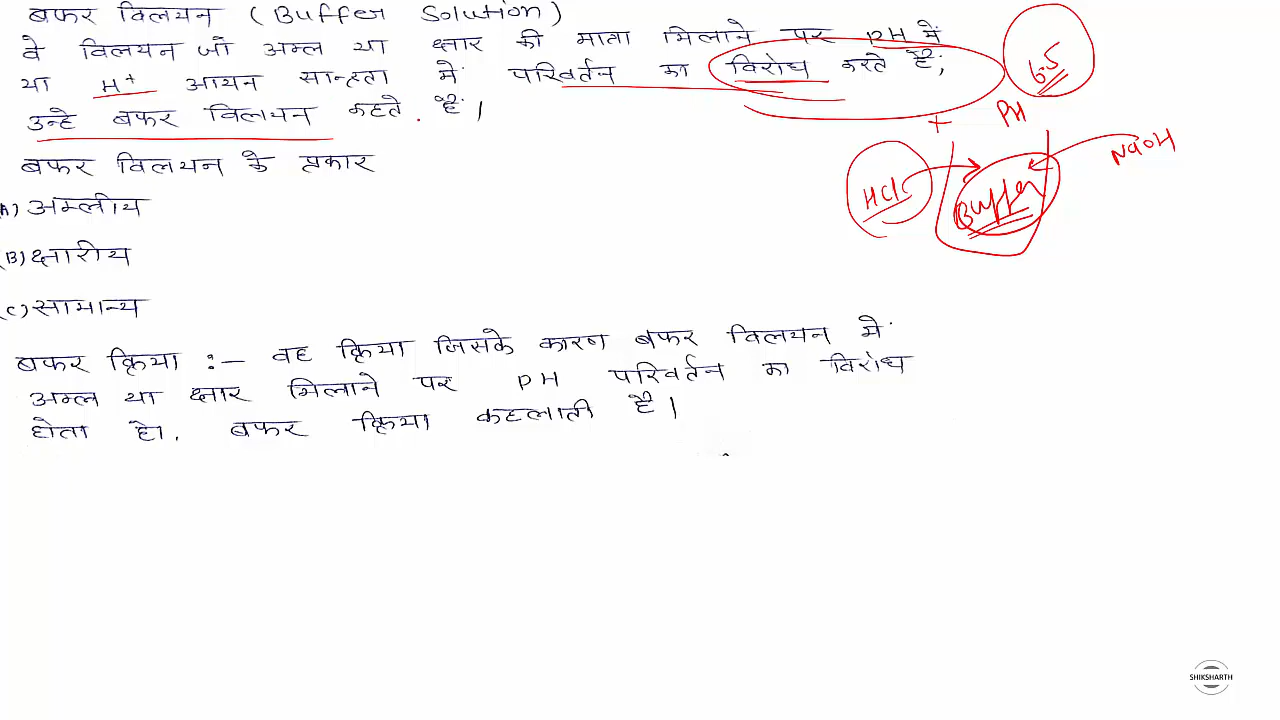 बफर विलयन (Buffer Solution)
वे विलयन जो अम्ल या क्षार की माता मिलाने पर pH में
या H+ आयन सान्द्रता में परिवर्तन का विरोध करते हैं;
उन्हे बफर विलयन कहते हैं।
6.5
PH
HCl
Buffer
NaOH
बफर विलयन के प्रकार
(A) अम्लीय
(B) क्षारीय
(C) सामान्य
बफर क्रिया :- वह क्रिया जिसके कारण बफर विलयन में
अम्ल या क्षार मिलाने पर PH परिवर्तन का विरोध
होता हो, बफर क्रिया कहलाती है।
SHIKSHARTH